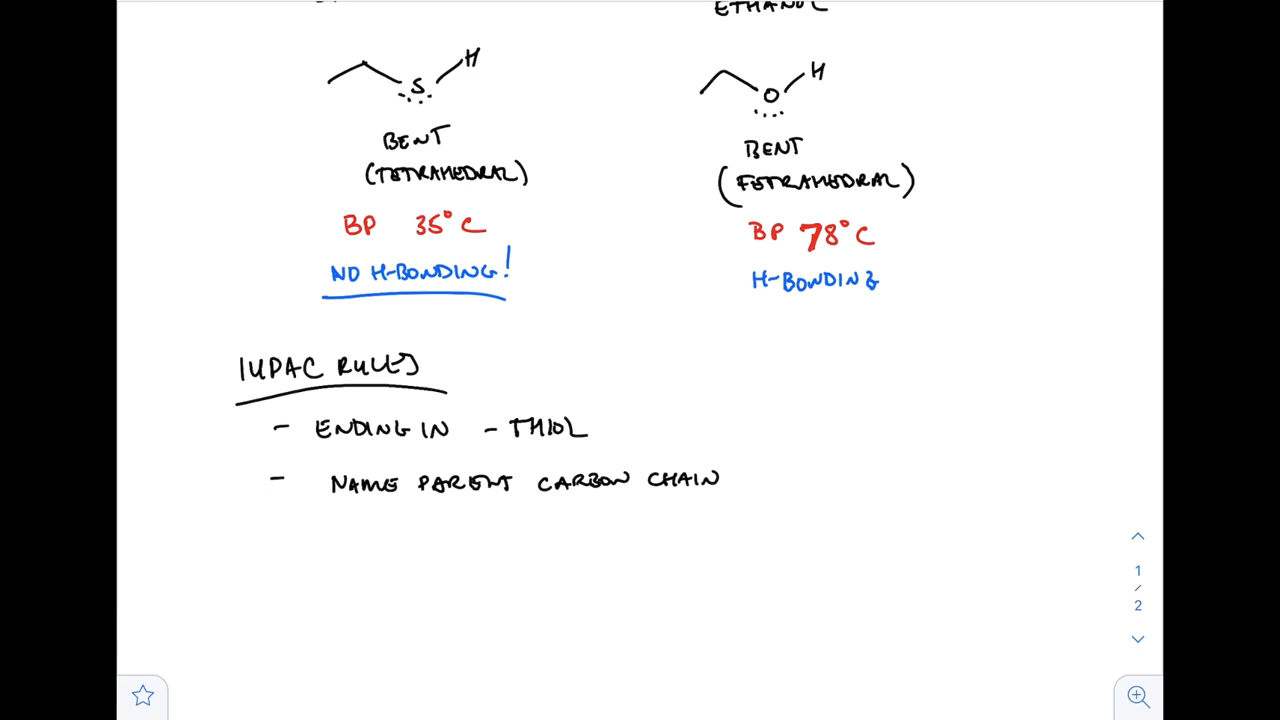 ETHANOL
S H
O H
BENT
(TETRAHEDRAL)
BENT
(TETRAHEDRAL)
BP 35°C
BP 78°C
NO H-BONDING!
H-BONDING
IUPAC RULES
- ENDING IN -THIOL
- NAME PARENT CARBON CHAIN
1
/
2